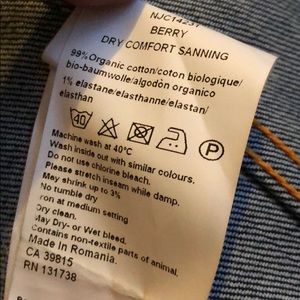 BERRY
DRY COMFORT SANNING
99% Organic cotton/coton biologique/
bio-baumwolle/algodòn organico
1% elastane/elasthanne/elastan/
elasthan
40 P
Machine wash at 40°C
Wash inside out with similar colours.
Do not use chlorine bleach.
Please stretch inseam while damp.
May shrink up to 3%
No tumble dry
Iron at medium setting
Dry clean.
May Dry- or Wet bleed.
Contains non-textile parts of animal.
Made in Romania.
CA 39815
RN 131738